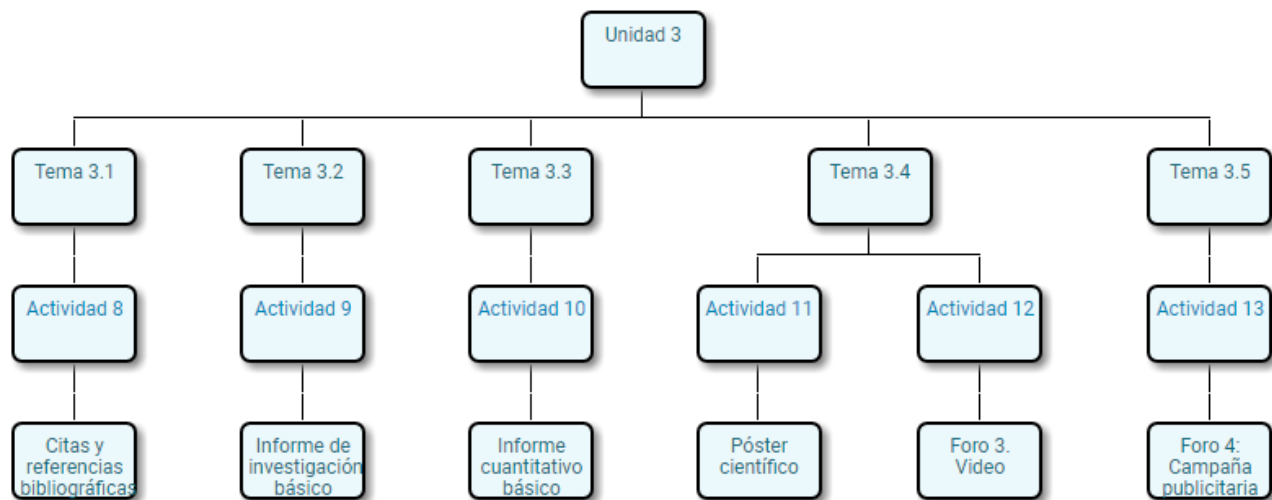 Unidad 3
Tema 3.1
Tema 3.2
Tema 3.3
Tema 3.4
Tema 3.5
Actividad 8
Actividad 9
Actividad 10
Actividad 11
Actividad 12
Actividad 13
Citas y
referencias
bibliográficas
Informe de
investigación
básico
Informe
cuantitativo
básico
Póster
científico
Foro 3.
Video
Foro 4:
Campaña
publicitaria